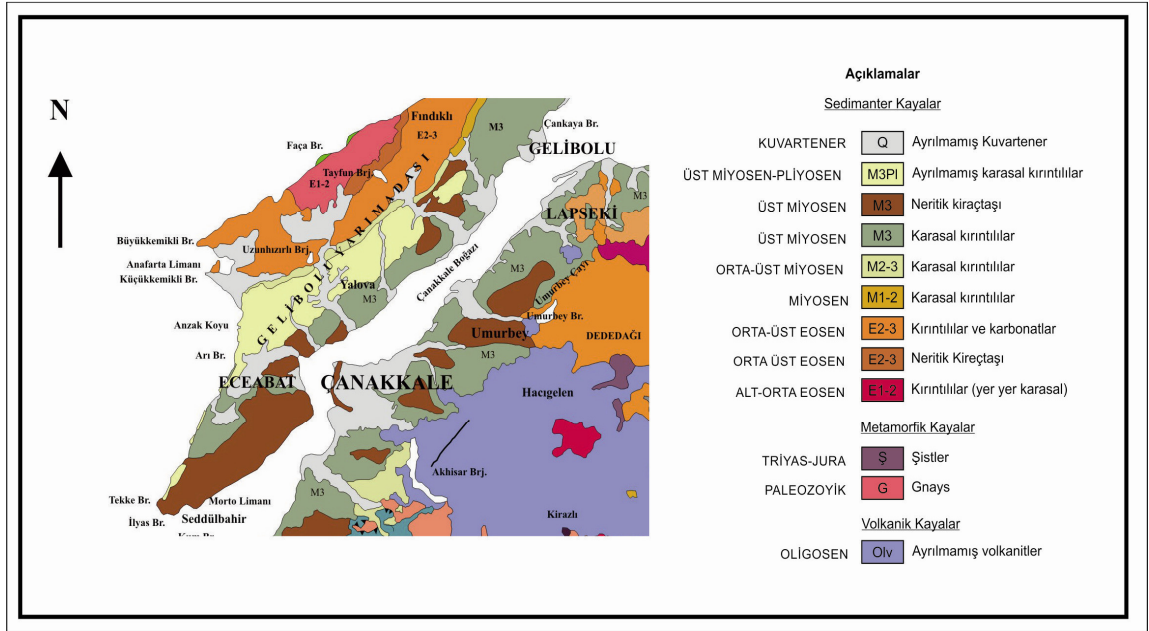 N
Fındıklı
E2-3
M3
Çankaya Br.
GELİBOLU
Faça Br.
Tayfun Brj.
E1-2
M3
LAPSEKİ
GELİBOLU YARIMADASI
Büyükkemikli Br.
Uzunhızırlı Brj.
Anafarta Limanı
Küçükkemikli Br.
Çanakkale Boğazı
M3
Umurbey Çayı
Yalova
M3
Umurbey Br.
Anzak Koyu
Umurbey
DEDEDAĞI
Arı Br.
M3
ECEABAT
ÇANAKKALE
Hacıgelen
Akhisar Brj.
M3
Tekke Br.
Morto Limanı
İlyas Br.
Seddülbahir
Kirazlı
Açıklamalar
Sedimanter Kayalar
KUVARTENER Q Ayrılmamış Kuvartener
ÜST MİYOSEN-PLİYOSEN M3Pl Ayrılmamış karasal kırıntılılar
ÜST MİYOSEN M3 Neritik kiraçtaşı
ÜST MİYOSEN M3 Karasal kırıntılılar
ORTA-ÜST MİYOSEN M2-3 Karasal kırıntılılar
MİYOSEN M1-2 Karasal kırıntılılar
ORTA-ÜST EOSEN E2-3 Kırıntılılar ve karbonatlar
ORTA ÜST EOSEN E2-3 Neritik Kireçtaşı
ALT-ORTA EOSEN E1-2 Kırıntılılar (yer yer karasal)
Metamorfik Kayalar
TRİYAS-JURA Ş Şistler
PALEOZOYİK G Gnays
Volkanik Kayalar
OLİGOSEN Olv Ayrılmamış volkanitler